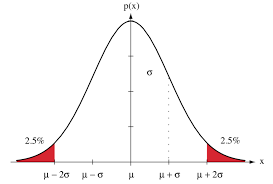 p(x)
σ
2.5%
2.5%
x
μ − 2σ
μ − σ
μ
μ + σ
μ + 2σ